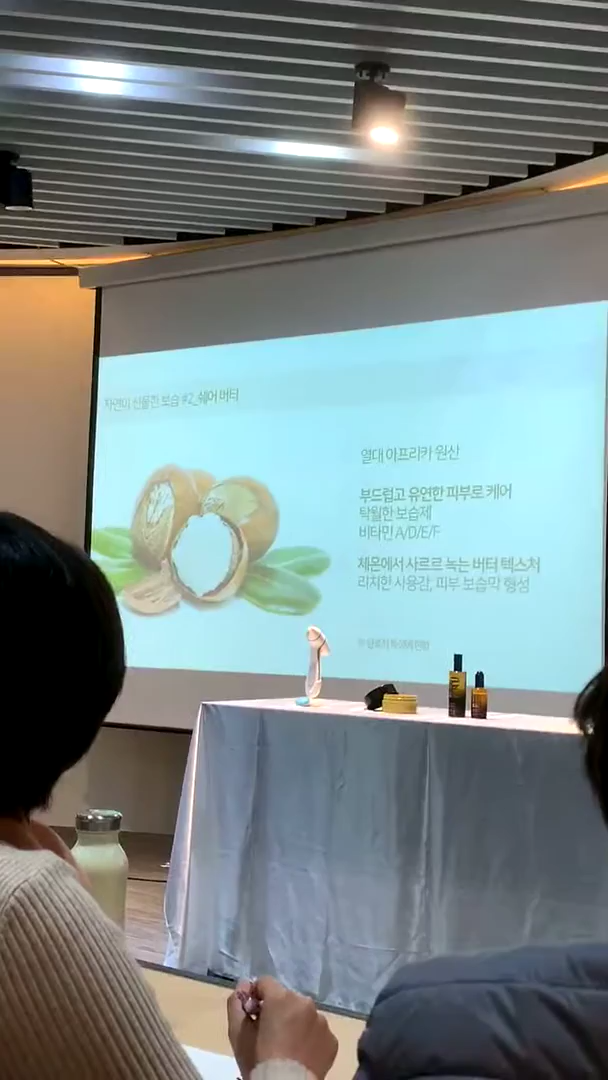 자연이 선물한 보습 #2_쉐어 버터
열대 아프리카 원산
부드럽고 유연한 피부로 케어
탁월한 보습제
비타민 A/D/E/F
체온에서 사르르 녹는 버터 텍스처
리치한 사용감, 피부 보습막 형성